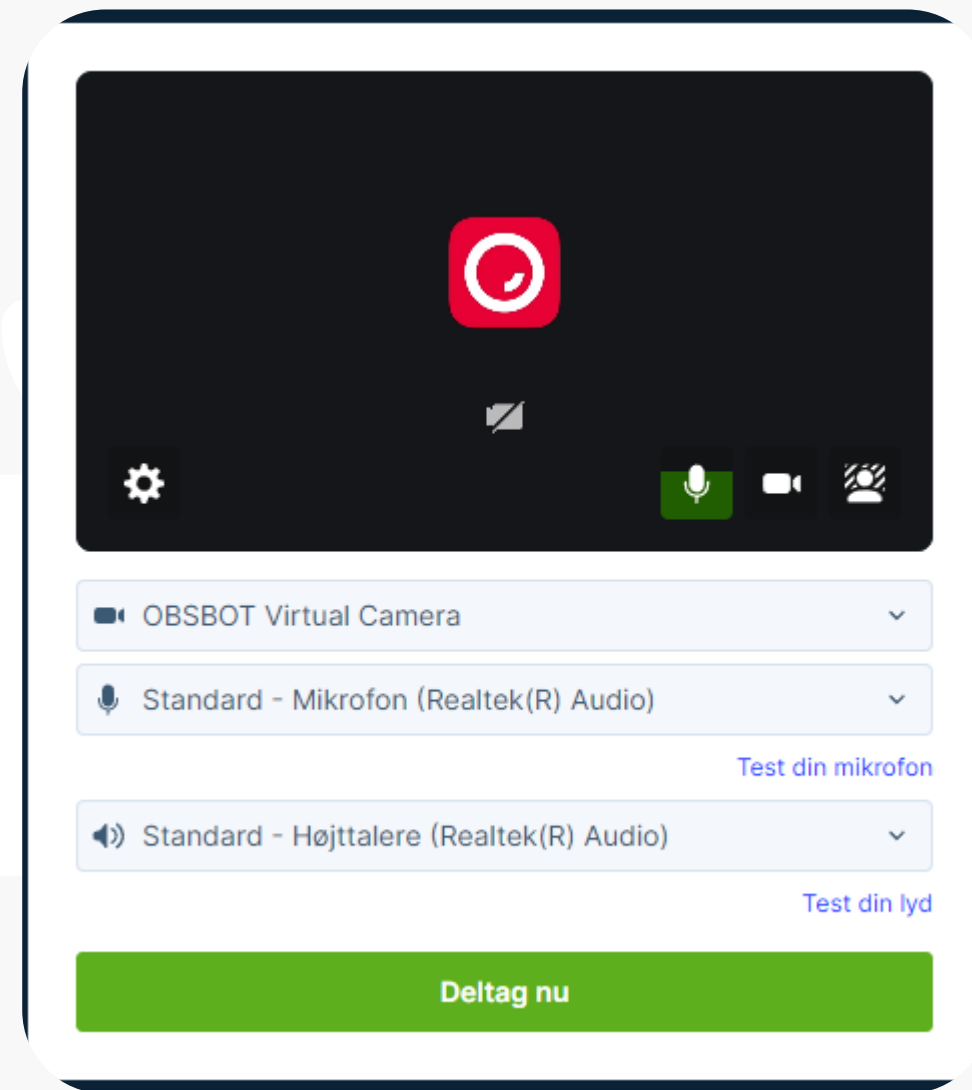 OBSBOT Virtual Camera
Standard - Mikrofon (Realtek(R) Audio)
Test din mikrofon
Standard - Højttalere (Realtek(R) Audio)
Test din lyd
Deltag nu